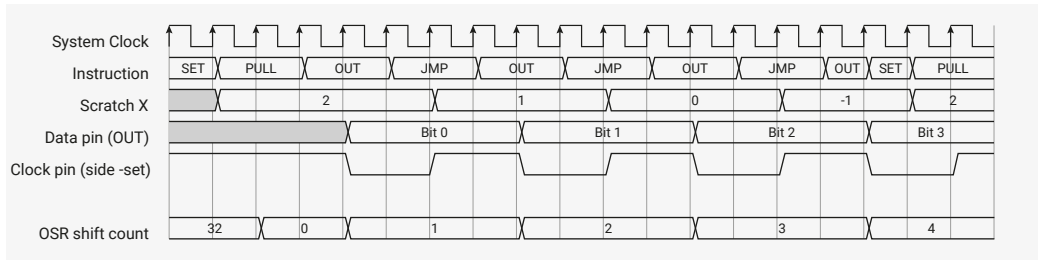 System Clock
Instruction SET PULL OUT JMP OUT JMP OUT JMP OUT SET PULL
Scratch X 2 1 0 -1 2
Data pin (OUT) Bit 0 Bit 1 Bit 2 Bit 3
Clock pin (side -set)
OSR shift count 32 0 1 2 3 4